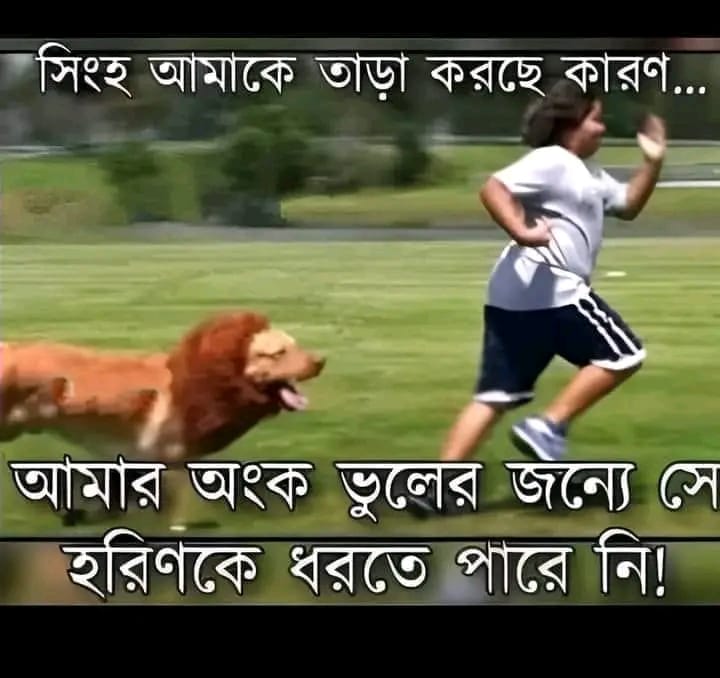 সিংহ আমাকে তাড়া করছে কারণ...
আমার অংক ভুলের জন্যে সে
হরিণকে ধরতে পারে নি!